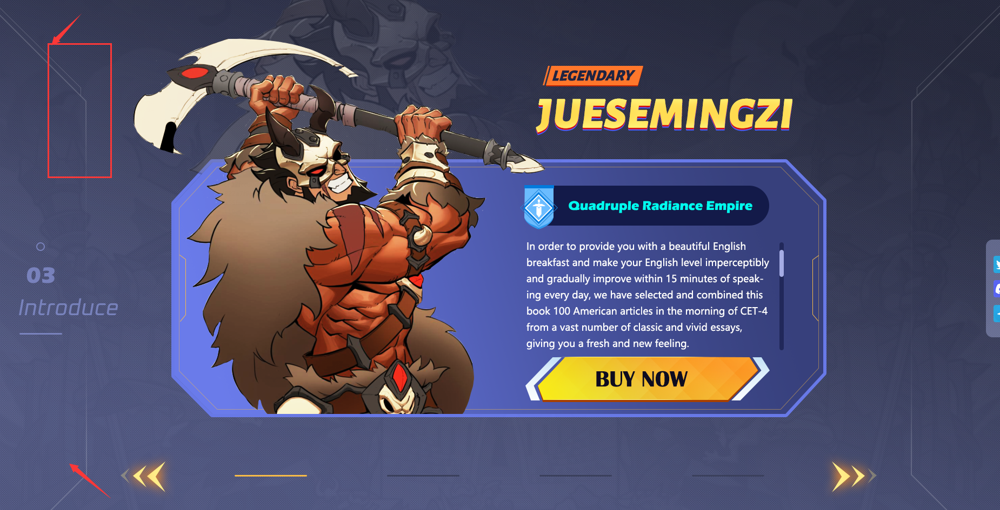 LEGENDARY
JUESEMINGZI
Quadruple Radiance Empire
In order to provide you with a beautiful English
breakfast and make your English level imperceptibly
and gradually improve within 15 minutes of speak-
ing every day, we have selected and combined this
book 100 American articles in the morning of CET-4
from a vast number of classic and vivid essays,
giving you a fresh and new feeling.
BUY NOW
03
Introduce